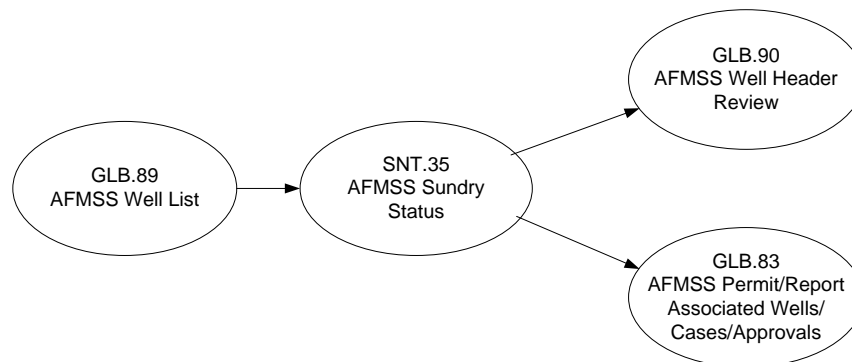 GLB.89
AFMSS Well List
SNT.35
AFMSS Sundry
Status
GLB.90
AFMSS Well Header
Review
GLB.83
AFMSS Permit/Report
Associated Wells/
Cases/Approvals